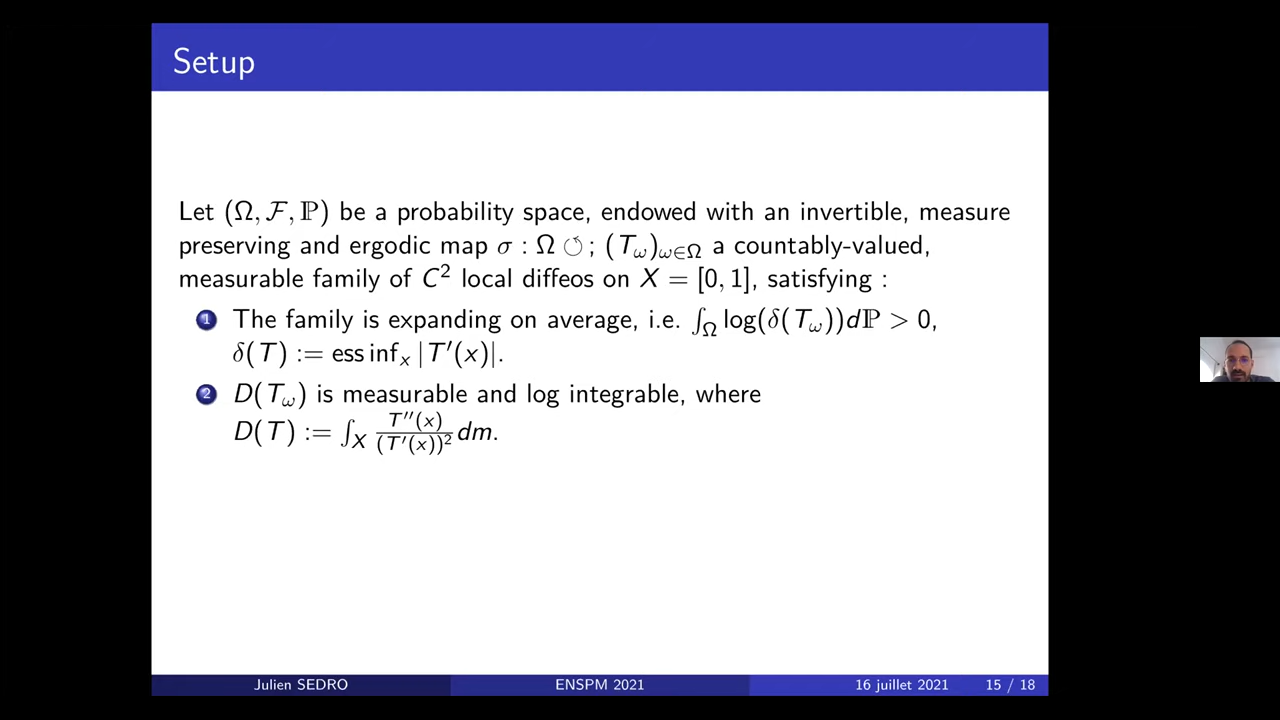 Setup
Let (Ω, ℱ, ℙ) be a probability space, endowed with an invertible, measure
preserving and ergodic map σ : Ω ↺ ; (T_ω)_{ω∈Ω} a countably-valued,
measurable family of C² local diffeos on X = [0, 1], satisfying :
1 The family is expanding on average, i.e. ∫_Ω log(δ(T_ω))dℙ > 0,
δ(T) := ess inf_x |T′(x)|.
2 D(T_ω) is measurable and log integrable, where
D(T) := ∫_X T″(x)/(T′(x))² dm.
Julien SEDRO ENSPM 2021 16 juillet 2021 15 / 18